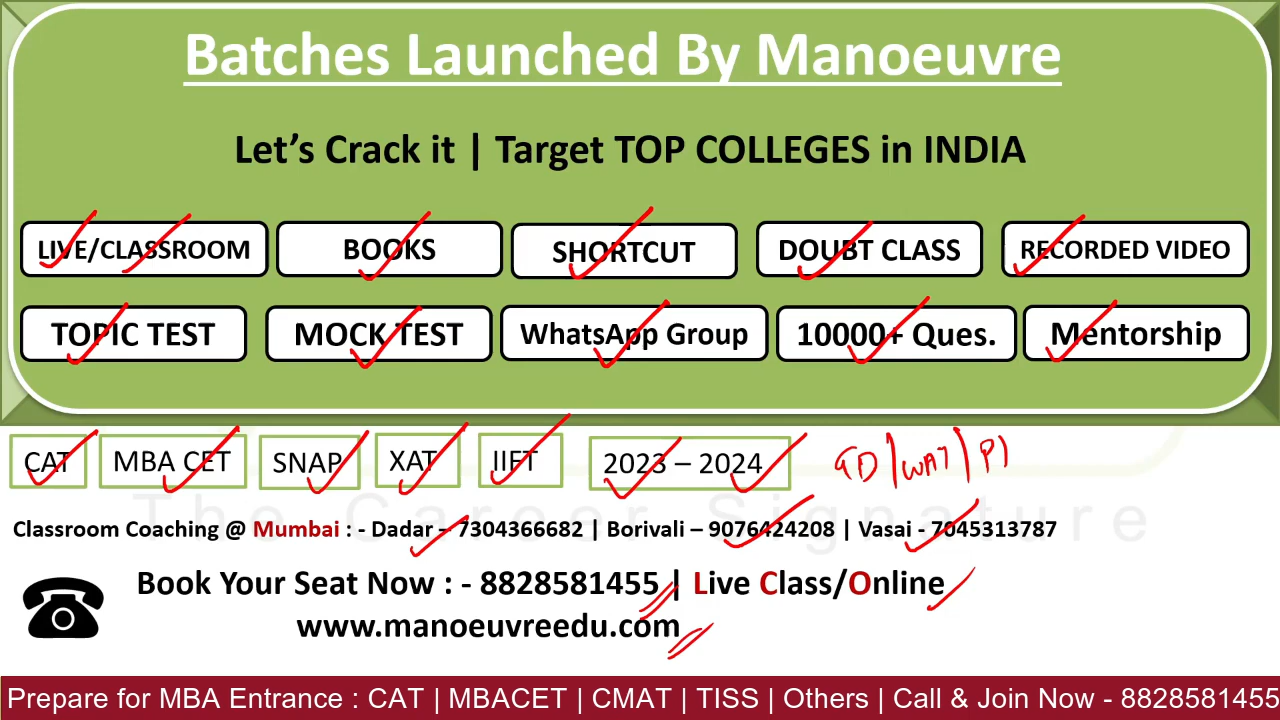 Batches Launched By Manoeuvre
Let's Crack it | Target TOP COLLEGES in INDIA
LIVE/CLASSROOM BOOKS SHORTCUT DOUBT CLASS RECORDED VIDEO
TOPIC TEST MOCK TEST WhatsApp Group 10000+ Ques. Mentorship
CAT MBA CET SNAP XAT IIFT 2023 – 2024 GD | WAT | PI
The Career Signature
Classroom Coaching @ Mumbai : - Dadar – 7304366682 | Borivali – 9076424208 | Vasai - 7045313787
Book Your Seat Now : - 8828581455 | Live Class/Online
www.manoeuvreedu.com
Prepare for MBA Entrance : CAT | MBACET | CMAT | TISS | Others | Call & Join Now - 8828581455